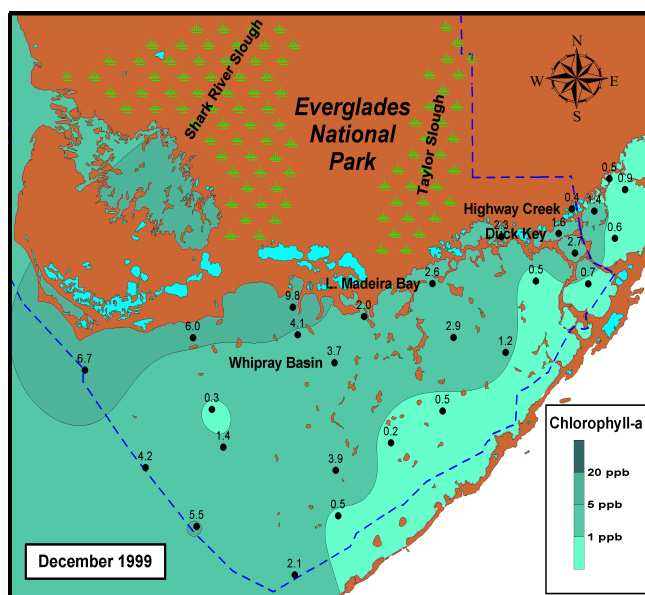 Shark River Slough
Everglades
National
Park
Taylor Slough
N
W
E
S
0.5
0.9
0.4
1.4
Highway Creek
2.3
1.8
Duck Key
0.6
2.7
L. Madeira Bay
2.6
0.5
0.7
9.8
2.0
6.0
4.1
2.9
Whipray Basin
3.7
1.2
6.7
0.3
0.5
1.4
0.2
4.2
3.9
5.5
0.5
2.1
Chlorophyll-a
20 ppb
5 ppb
1 ppb
December 1999